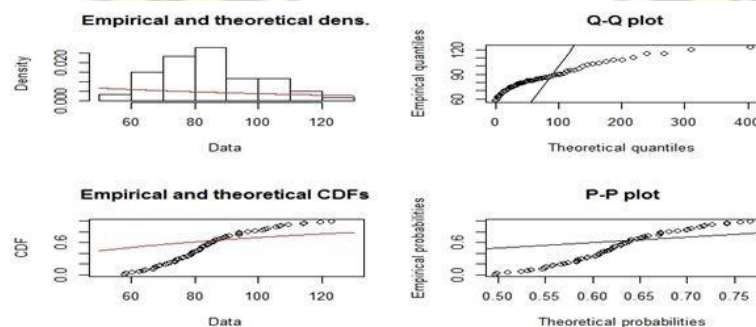 Empirical and theoretical dens.
Density
0.000
0.020
60
80
100
120
Data
Q-Q plot
Empirical quantiles
60
90
120
0
100
200
300
400
Theoretical quantiles
Empirical and theoretical CDFs
CDF
0.0
0.6
60
80
100
120
Data
P-P plot
Empirical probabilities
0.0
0.6
0.50
0.55
0.60
0.65
0.70
0.75
Theoretical probabilities